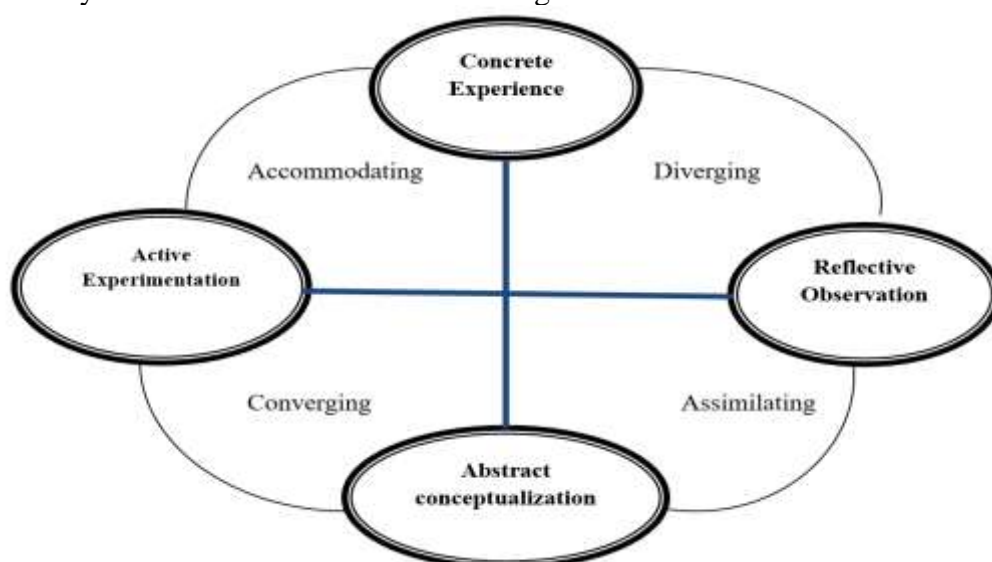 Concrete
Experience
Accommodating
Diverging
Active
Experimentation
Reflective
Observation
Converging
Assimilating
Abstract
conceptualization